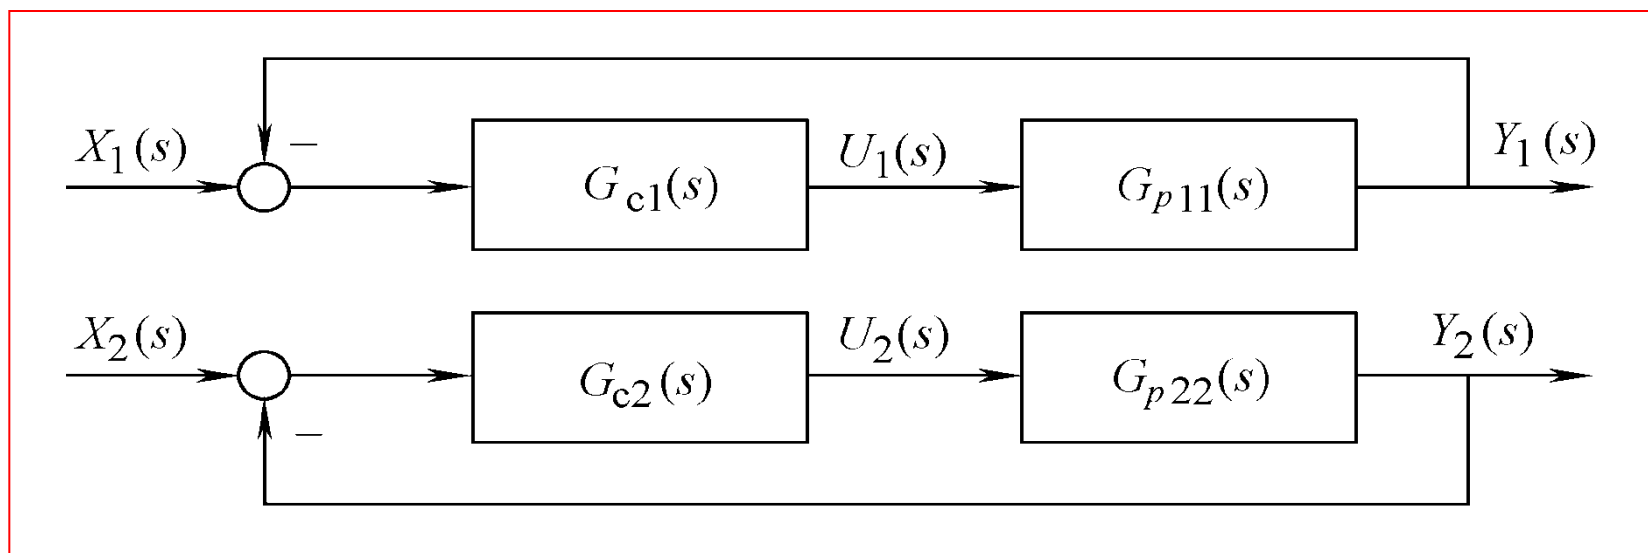 −
X1(s) Gc1(s) U1(s) Gp11(s) Y1(s)
X2(s) Gc2(s) U2(s) Gp22(s) Y2(s)
−